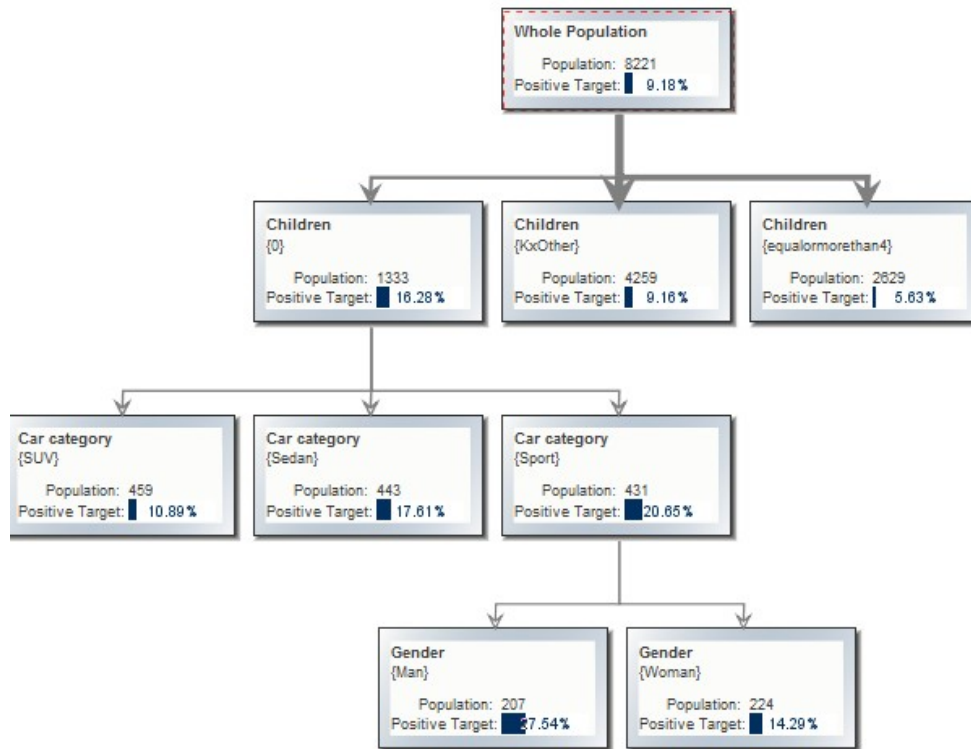 Whole Population
Population: 8221
Positive Target: 9.18%
Children
{0}
Population: 1333
Positive Target: 16.28%
Children
{KxOther}
Population: 4259
Positive Target: 9.16%
Children
{equalormorethan4}
Population: 2629
Positive Target: 5.63%
Car category
{SUV}
Population: 459
Positive Target: 10.89%
Car category
{Sedan}
Population: 443
Positive Target: 17.61%
Car category
{Sport}
Population: 431
Positive Target: 20.65%
Gender
{Man}
Population: 207
Positive Target: 27.54%
Gender
{Woman}
Population: 224
Positive Target: 14.29%